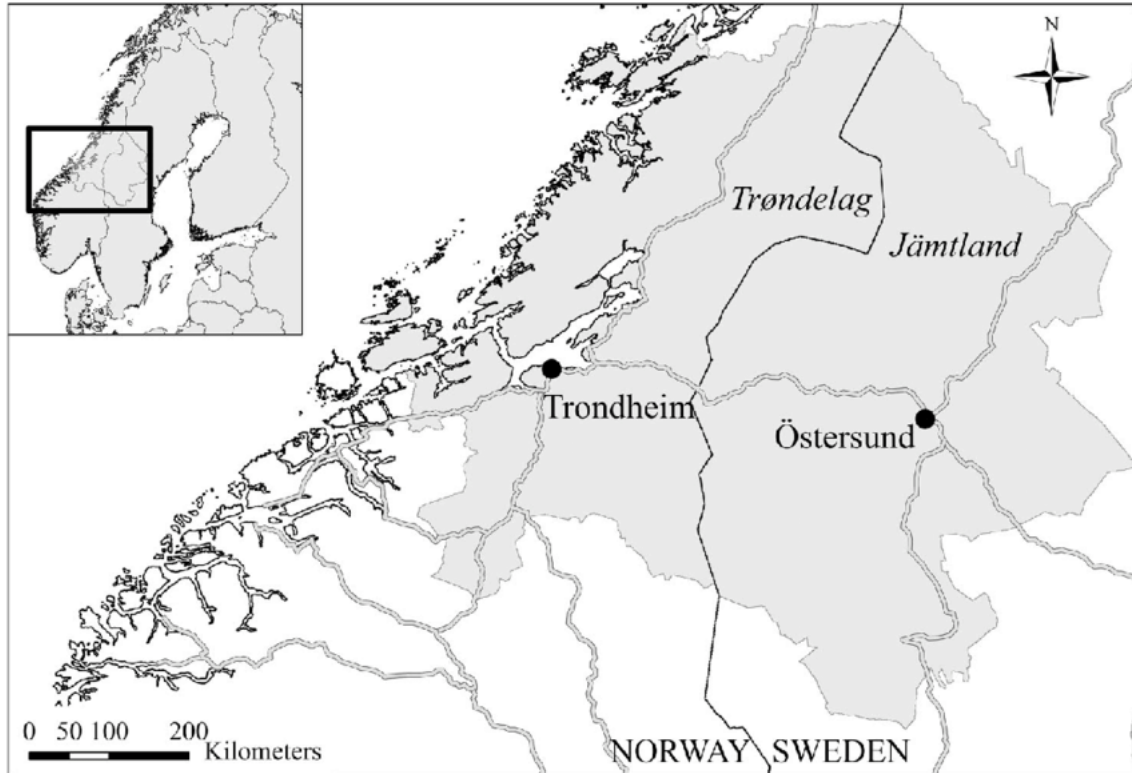 N
Trøndelag
Jämtland
Trondheim
Östersund
0 50 100 200
Kilometers
NORWAY SWEDEN